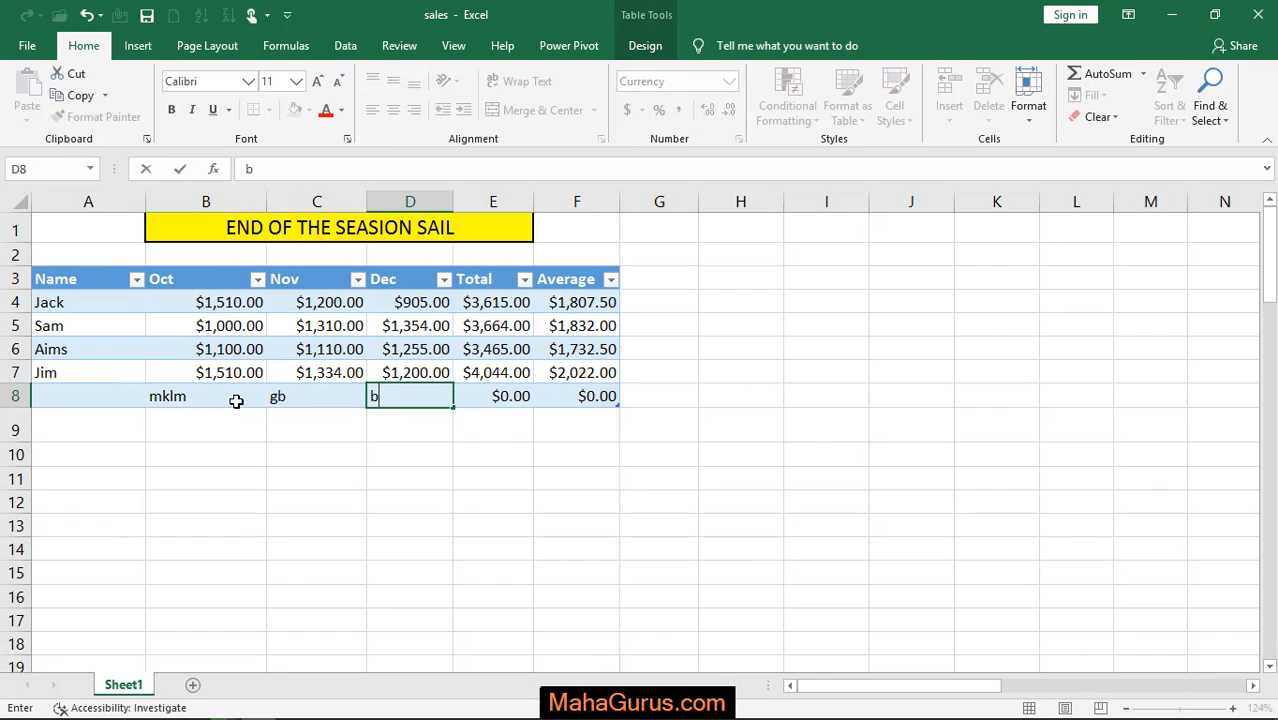 sales - Excel
Table Tools
Sign in
File
Home
Insert
Page Layout
Formulas
Data
Review
View
Help
Power Pivot
Design
Tell me what you want to do
Share
Paste
Cut
Copy
Format Painter
Clipboard
Calibri
11
B I U
Font
Wrap Text
Merge & Center
Alignment
Currency
$ %
Number
Conditional Formatting
Format as Table
Cell Styles
Styles
Insert
Delete
Format
Cells
AutoSum
Fill
Clear
Sort & Filter
Find & Select
Editing
D8
fx
b
A B C D E F G H I J K L M N
1 END OF THE SEASION SAIL
2
3 Name Oct Nov Dec Total Average
4 Jack $1,510.00 $1,200.00 $905.00 $3,615.00 $1,807.50
5 Sam $1,000.00 $1,310.00 $1,354.00 $3,664.00 $1,832.00
6 Aims $1,100.00 $1,110.00 $1,255.00 $3,465.00 $1,732.50
7 Jim $1,510.00 $1,334.00 $1,200.00 $4,044.00 $2,022.00
8 mklm gb b $0.00 $0.00
9
10
11
12
13
14
15
16
17
18
19
Sheet1
Enter
Accessibility: Investigate
MahaGurus.com
124%